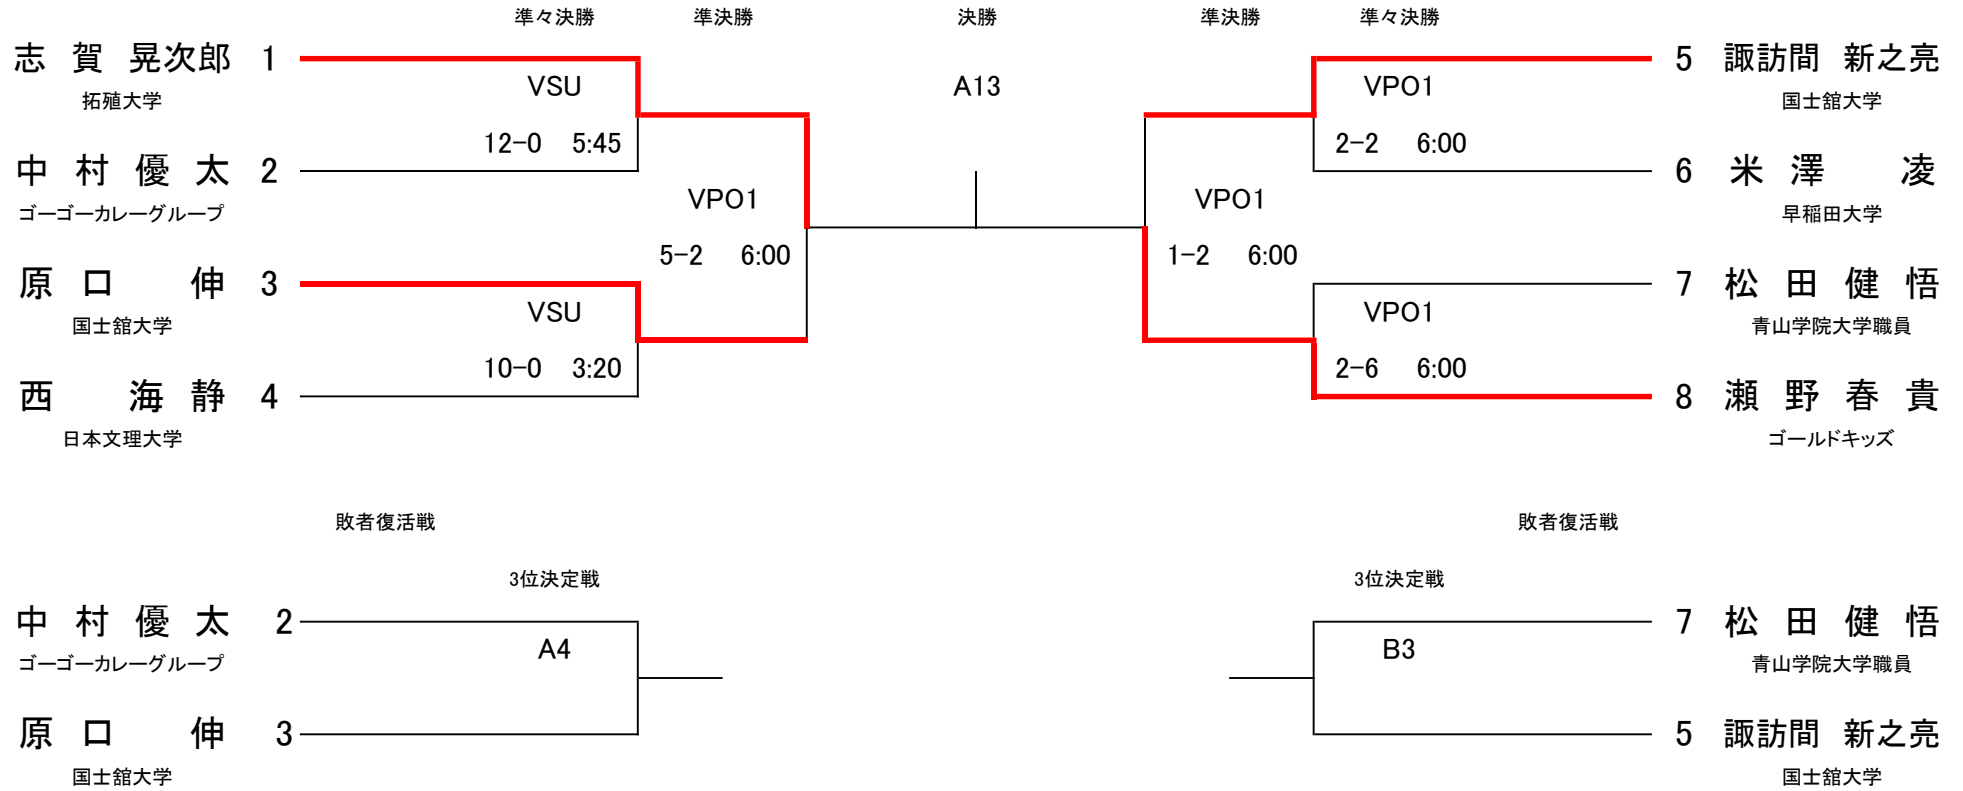 準々決勝 準決勝 決勝 準決勝 準々決勝
志 賀 晃次郎 1 5 諏訪間 新之亮
VSU A13 VPO1
拓殖大学 国士舘大学
12-0 5:45 2-2 6:00
中 村 優 太 2 6 米 澤 凌
VPO1 VPO1
ゴーゴーカレーグループ 早稲田大学
5-2 6:00 1-2 6:00
原 口 伸 3 7 松 田 健 悟
VSU VPO1
国士舘大学 青山学院大学職員
10-0 3:20 2-6 6:00
西 海 静 4 8 瀬 野 春 貴
日本文理大学 ゴールドキッズ
敗者復活戦 敗者復活戦
3位決定戦 3位決定戦
中 村 優 太 2 7 松 田 健 悟
A4 B3
ゴーゴーカレーグループ 青山学院大学職員
原 口 伸 3 5 諏訪間 新之亮
国士舘大学 国士舘大学